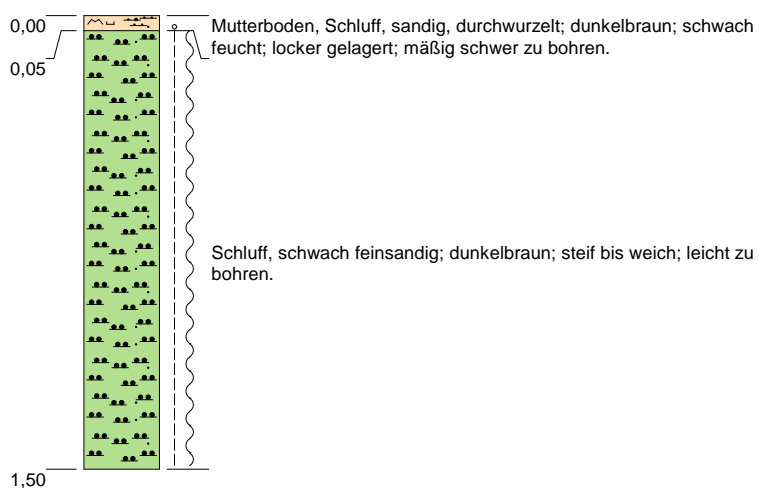 0,00
Mutterboden, Schluff, sandig, durchwurzelt; dunkelbraun; schwach
feucht; locker gelagert; mäßig schwer zu bohren.
0,05
Schluff, schwach feinsandig; dunkelbraun; steif bis weich; leicht zu
bohren.
1,50